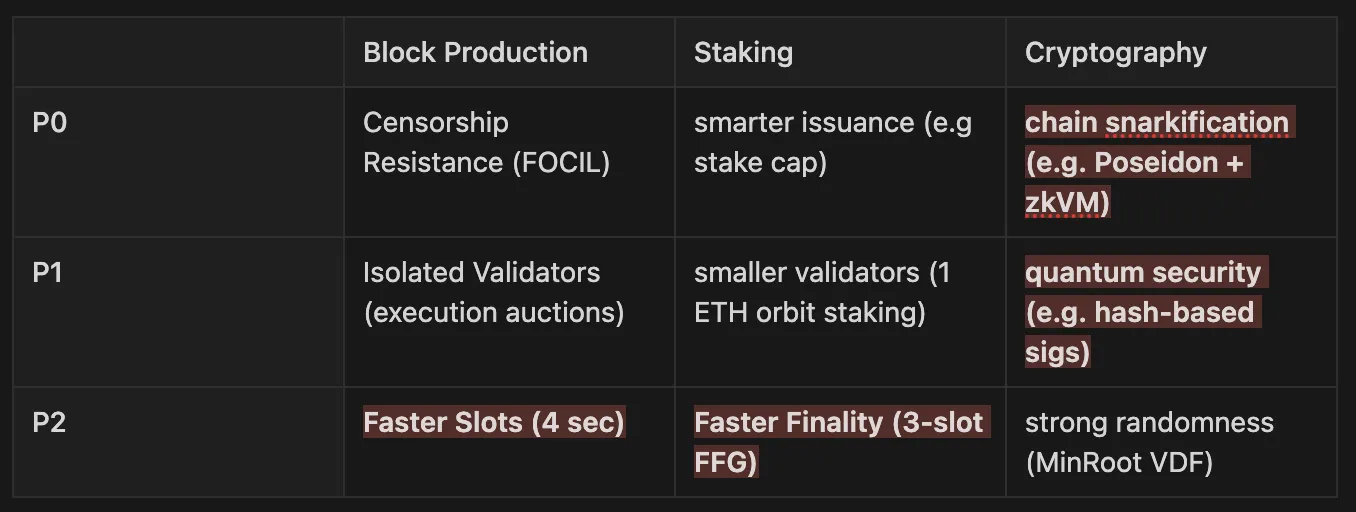 Block Production
Staking
Cryptography
P0
Censorship
Resistance (FOCIL)
smarter issuance (e.g
stake cap)
chain snarkification
(e.g. Poseidon +
zkVM)
P1
Isolated Validators
(execution auctions)
smaller validators (1
ETH orbit staking)
quantum security
(e.g. hash-based
sigs)
P2
Faster Slots (4 sec)
Faster Finality (3-slot
FFG)
strong randomness
(MinRoot VDF)